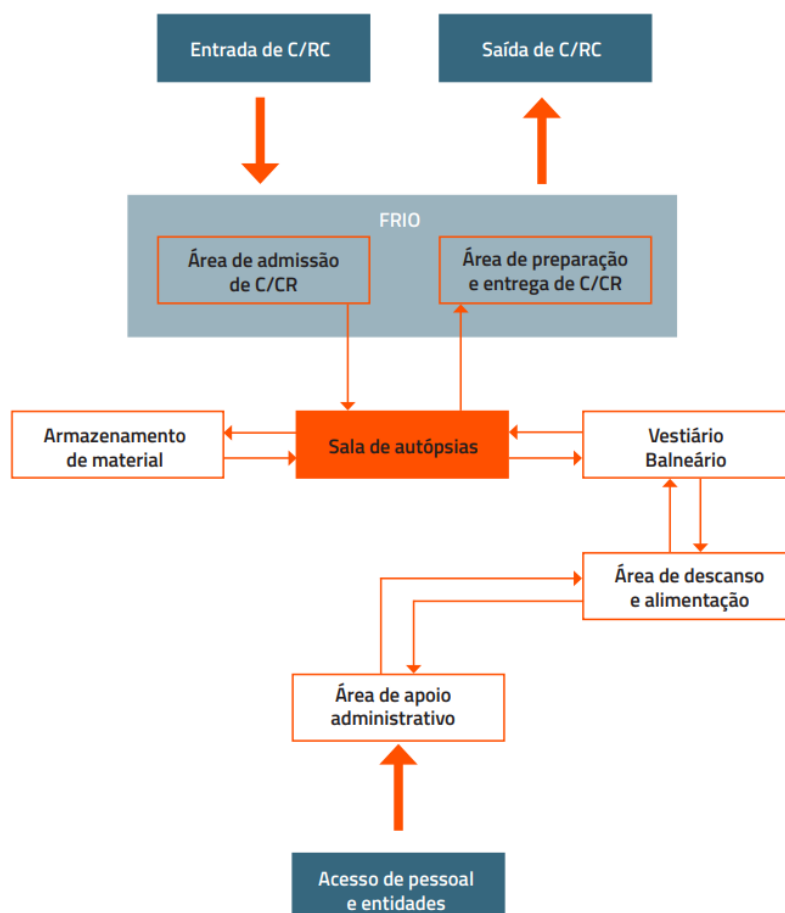 Entrada de C/RC
Saída de C/RC
FRIO
Área de admissão
de C/CR
Área de preparação
e entrega de C/CR
Armazenamento
de material
Sala de autópsias
Vestiário
Balneário
Área de descanso
e alimentação
Área de apoio
administrativo
Acesso de pessoal
e entidades